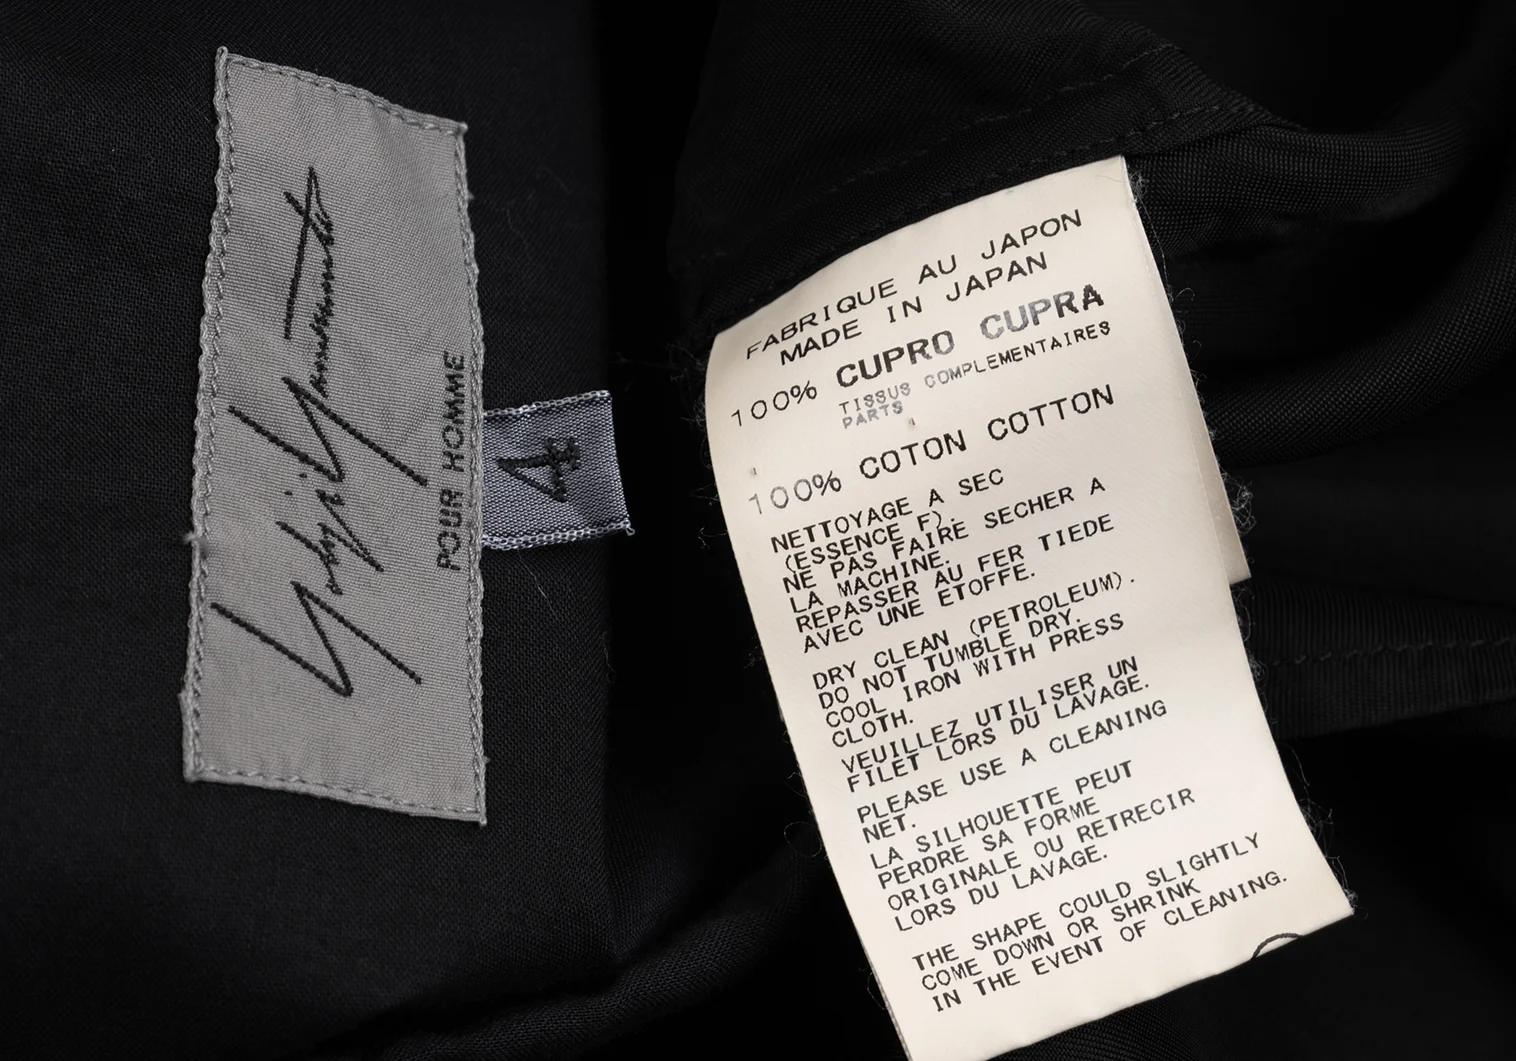 Yohji Yamamoto
POUR HOMME
4
FABRIQUE AU JAPON
MADE IN JAPAN
100% CUPRO CUPRA
TISSUS COMPLEMENTAIRES
PARTS
100% COTON COTTON
NETTOYAGE A SEC
(ESSENCE F).
NE PAS FAIRE SECHER A
LA MACHINE.
REPASSER AU FER TIEDE
AVEC UNE ETOFFE.
DRY CLEAN (PETROLEUM).
DO NOT TUMBLE DRY.
COOL IRON WITH PRESS
CLOTH.
VEUILLEZ UTILISER UN
FILET LORS DU LAVAGE.
PLEASE USE A CLEANING
NET.
LA SILHOUETTE PEUT
PERDRE SA FORME
ORIGINALE OU RETRECIR
LORS DU LAVAGE.
THE SHAPE COULD SLIGHTLY
COME DOWN OR SHRINK
IN THE EVENT OF CLEANING.